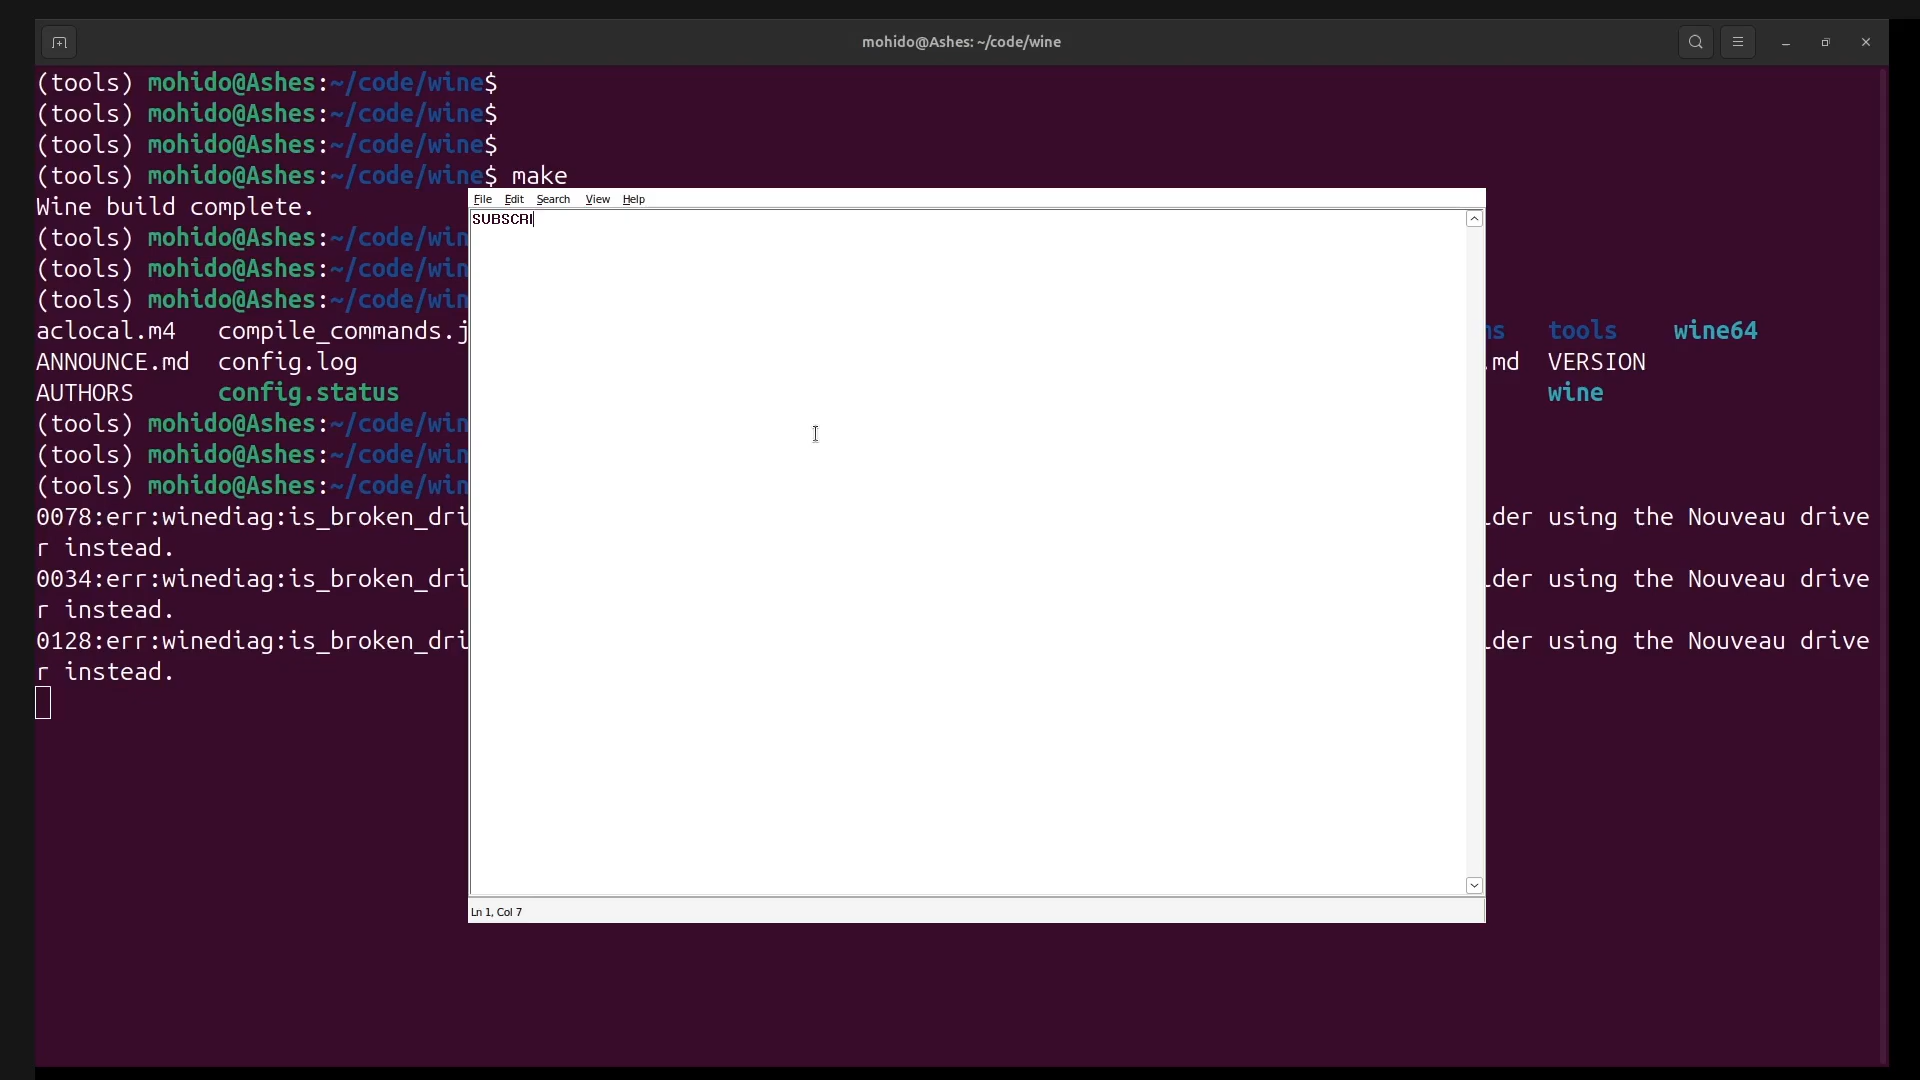 mohido@Ashes: ~/code/wine
(tools) mohido@Ashes:~/code/wine$
(tools) mohido@Ashes:~/code/wine$
(tools) mohido@Ashes:~/code/wine$
(tools) mohido@Ashes:~/code/wine$ make
Wine build complete.
(tools) mohido@Ashes:~/code/win
(tools) mohido@Ashes:~/code/win
(tools) mohido@Ashes:~/code/win
aclocal.m4 compile_commands.j tools wine64
ANNOUNCE.md config.log .md VERSION
AUTHORS config.status wine
(tools) mohido@Ashes:~/code/win
(tools) mohido@Ashes:~/code/win
(tools) mohido@Ashes:~/code/win
0078:err:winediag:is_broken_dri lder using the Nouveau drive
r instead.
0034:err:winediag:is_broken_dri lder using the Nouveau drive
r instead.
0128:err:winediag:is_broken_dri lder using the Nouveau drive
r instead.
File Edit Search View Help
SUBSCRI
Ln 1, Col 7